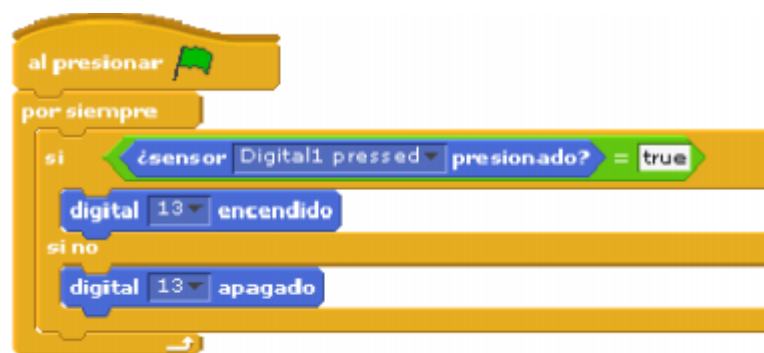 al presionar
por siempre
si ¿sensor Digital1 pressed presionado? = true
digital 13 encendido
si no
digital 13 apagado